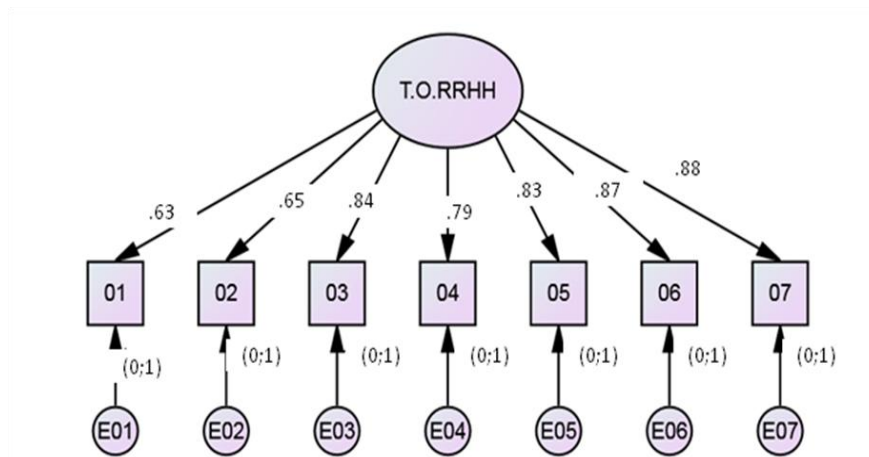 T.O.RRHH
.63 .65 .84 .79 .83 .87 .88
01 02 03 04 05 06 07
(0;1) (0;1) (0;1) (0;1) (0;1) (0;1) (0;1)
E01 E02 E03 E04 E05 E06 E07